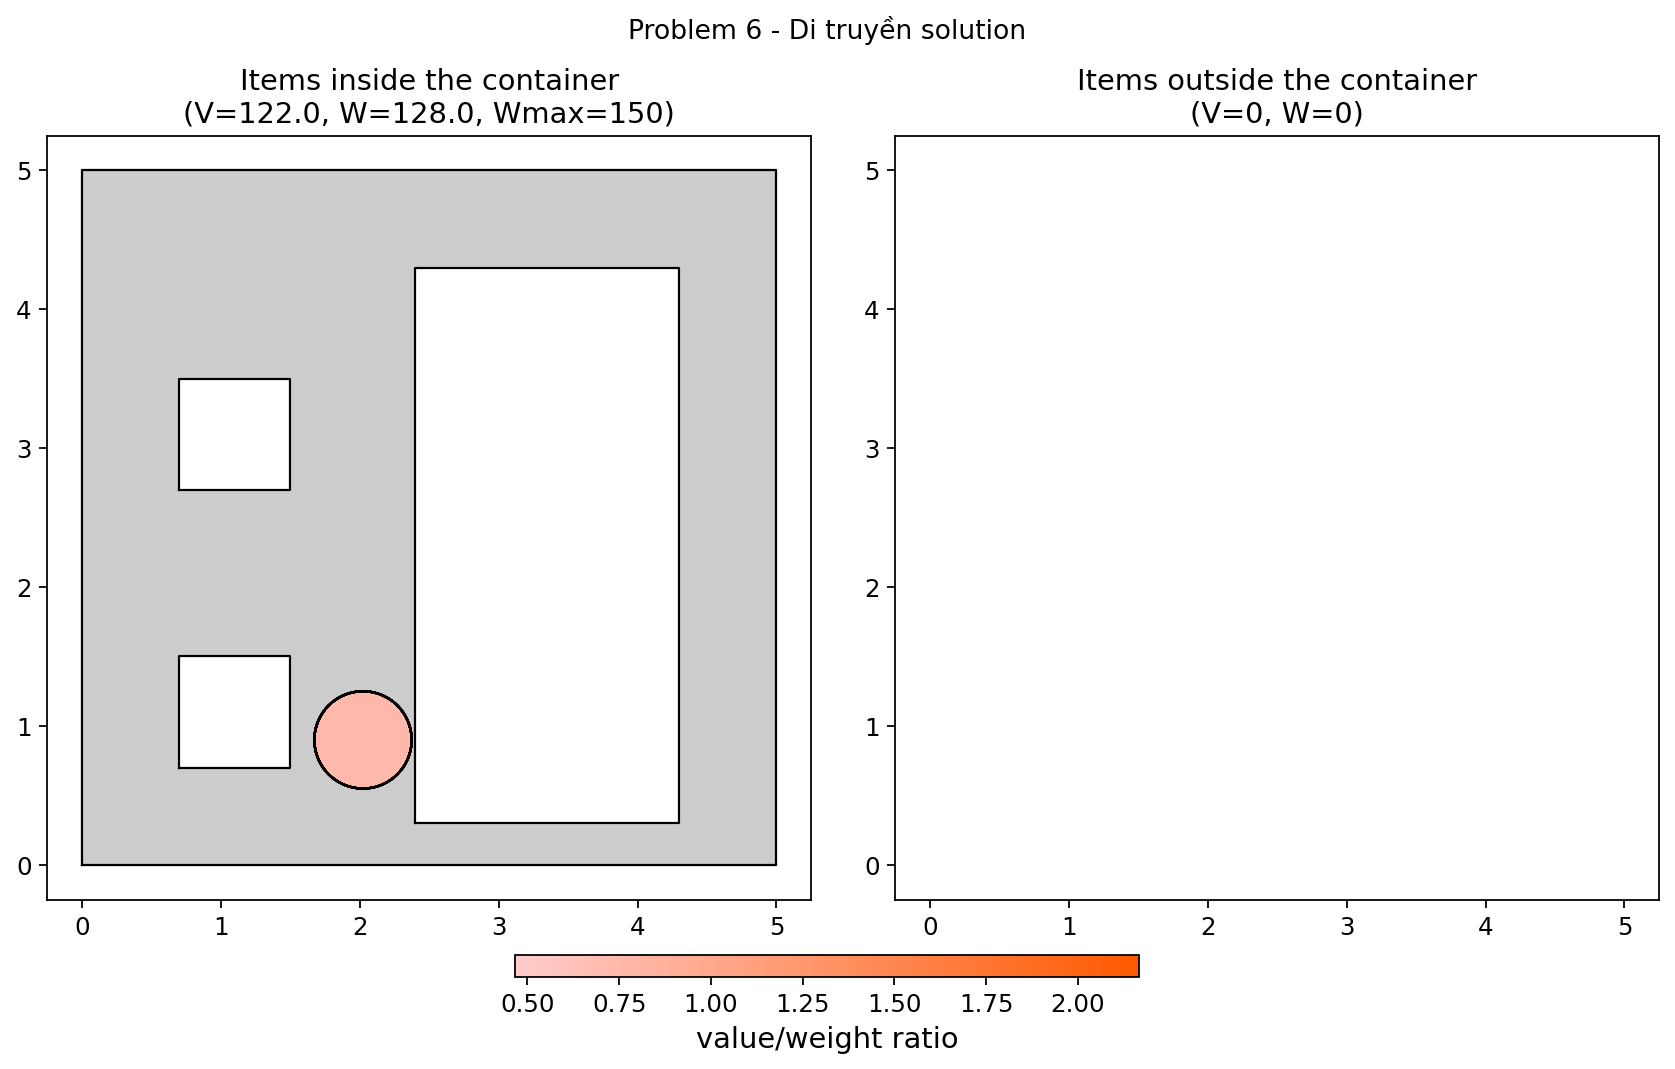 Problem 6 - Di truyền solution
Items inside the container
(V=122.0, W=128.0, Wmax=150)
5
4
3
2
1
0
0 1 2 3 4 5
Items outside the container
(V=0, W=0)
5
4
3
2
1
0
0 1 2 3 4 5
0.50 0.75 1.00 1.25 1.50 1.75 2.00
value/weight ratio